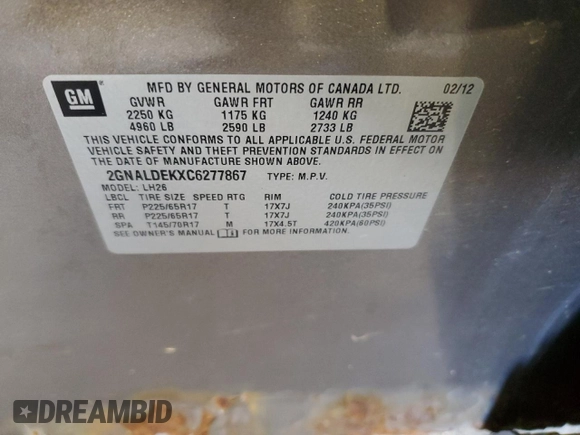 GM
MFD BY GENERAL MOTORS OF CANADA LTD. 02/12
GVWR GAWR FRT GAWR RR
2250 KG 1175 KG 1240 KG
4960 LB 2590 LB 2733 LB
THIS VEHICLE CONFORMS TO ALL APPLICABLE U.S. FEDERAL MOTOR
VEHICLE SAFETY AND THEFT PREVENTION STANDARDS IN EFFECT ON
THE DATE OF MANUFACTURE SHOWN ABOVE.
2GNALDEKXC6277867 TYPE: M.P.V.
MODEL: LH26
LBCL TIRE SIZE SPEED RTG RIM COLD TIRE PRESSURE
FRT P225/65R17 T 17X7J 240KPA(35PSI)
RR P225/65R17 T 17X7J 240KPA(35PSI)
SPA T145/70R17 M 17X4.5T 420KPA(60PSI)
SEE OWNER'S MANUAL FOR MORE INFORMATION.
DREAMBID